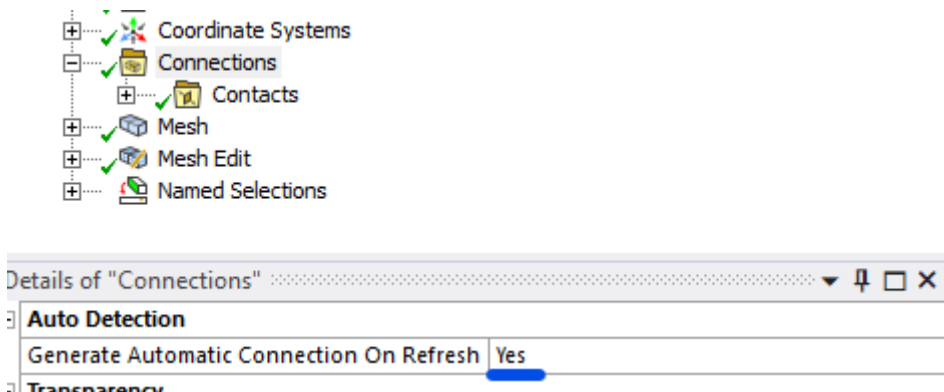 Coordinate Systems
Connections
Contacts
Mesh
Mesh Edit
Named Selections
Details of "Connections"
Auto Detection
Generate Automatic Connection On Refresh Yes
Transparency